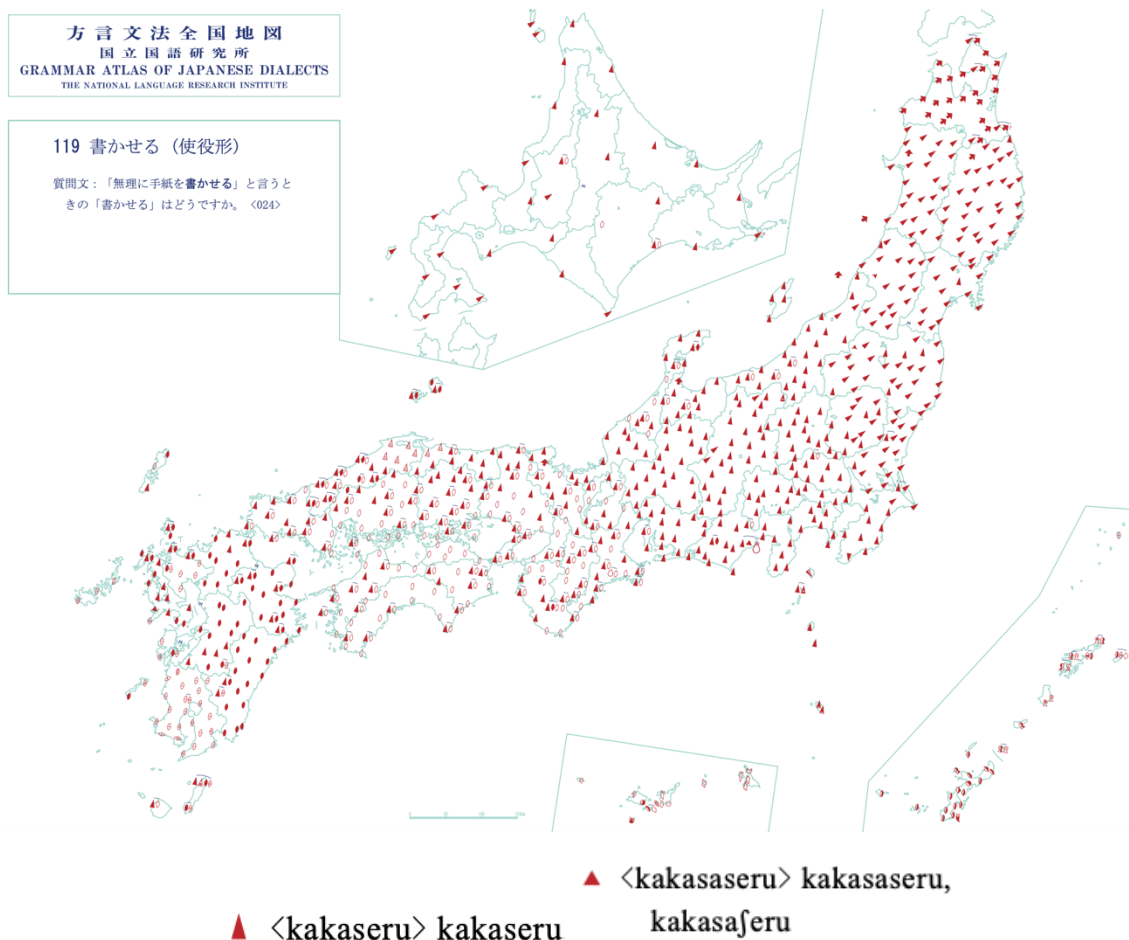 方言文法全国地図
国立国語研究所
GRAMMAR ATLAS OF JAPANESE DIALECTS
THE NATIONAL LANGUAGE RESEARCH INSTITUTE
119 書かせる（使役形）
質問文：「無理に手紙を書かせる」と言うと
きの「書かせる」はどうですか。〈024〉
〈kakasaseru〉 kakasaseru,
kakasaʃeru
〈kakaseru〉 kakaseru